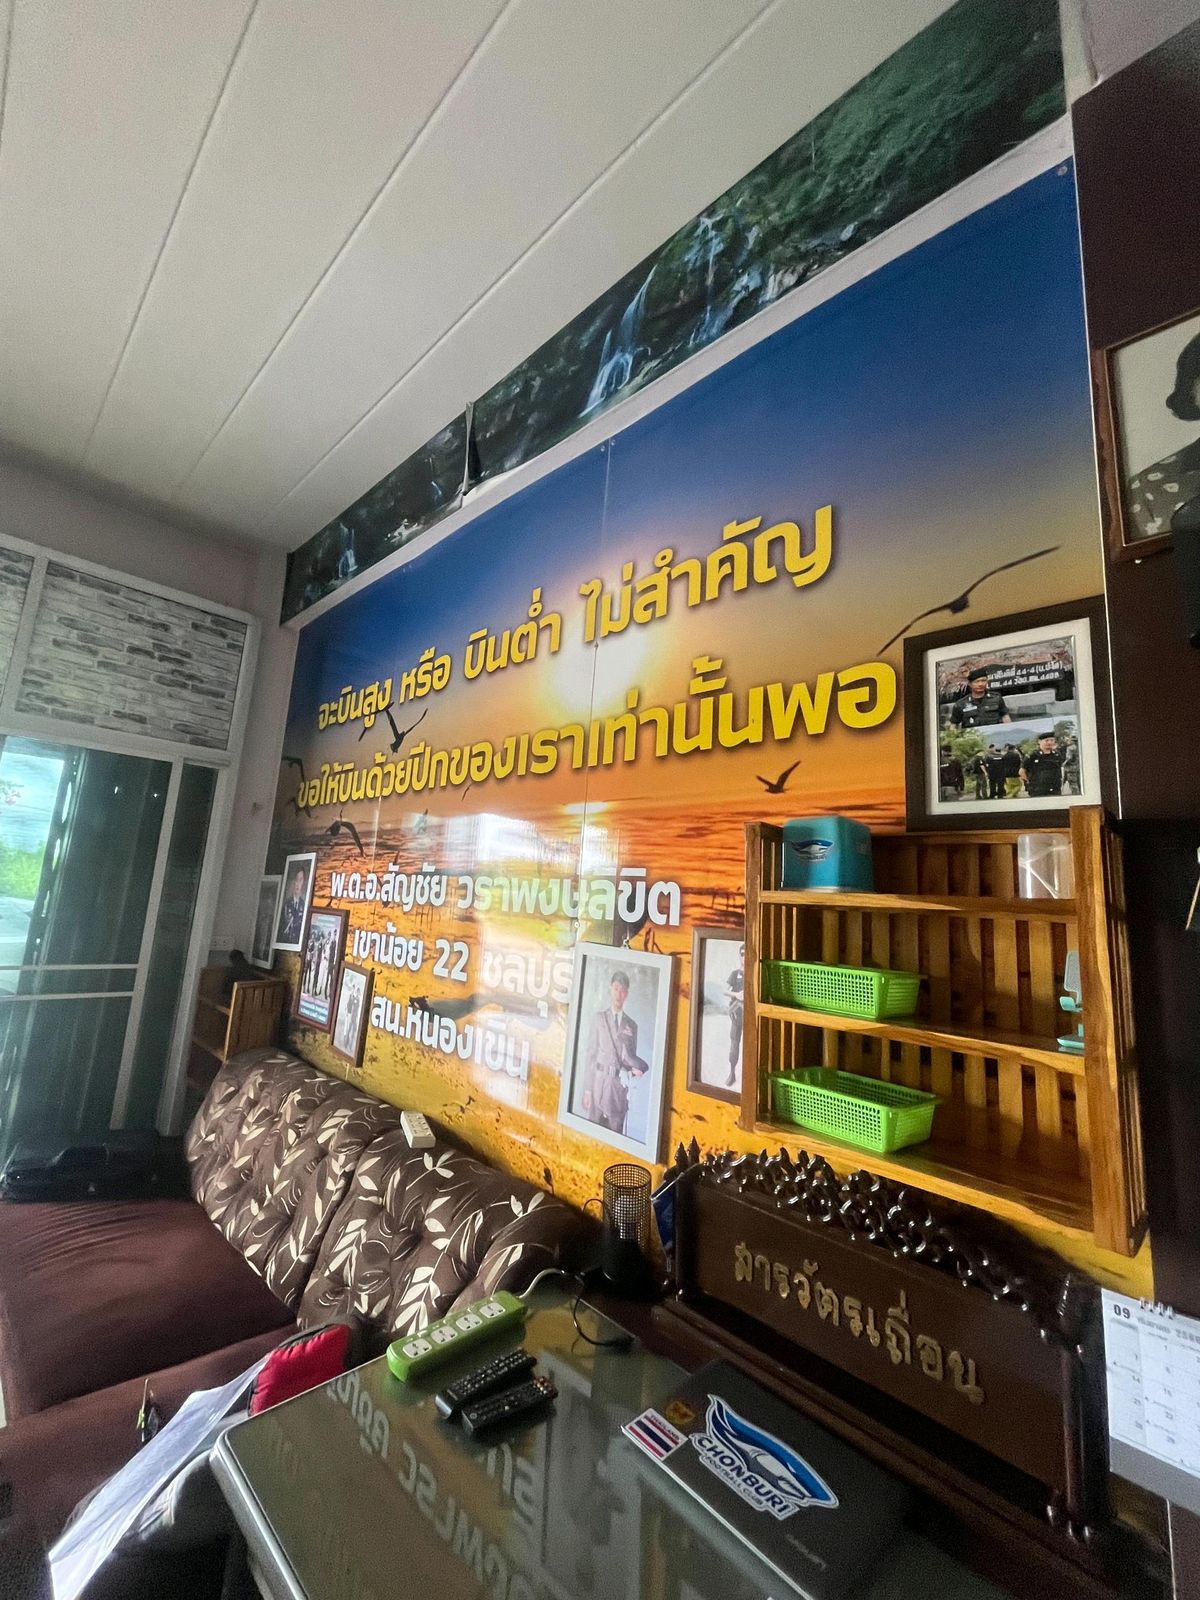 จะบินสูง หรือ บินต่ำ ไม่สำคัญ
ขอให้บินด้วยปีกของเราเท่านั้นพอ
พ.ต.อ.สัญชัย วราพงษ์ลิขิต
เขาน้อย 22 ชลบุรี
สน.หนองเขิน
สารวัตรเถื่อน
09
THAILAND
CHONBURI
FOOTBALL CLUB